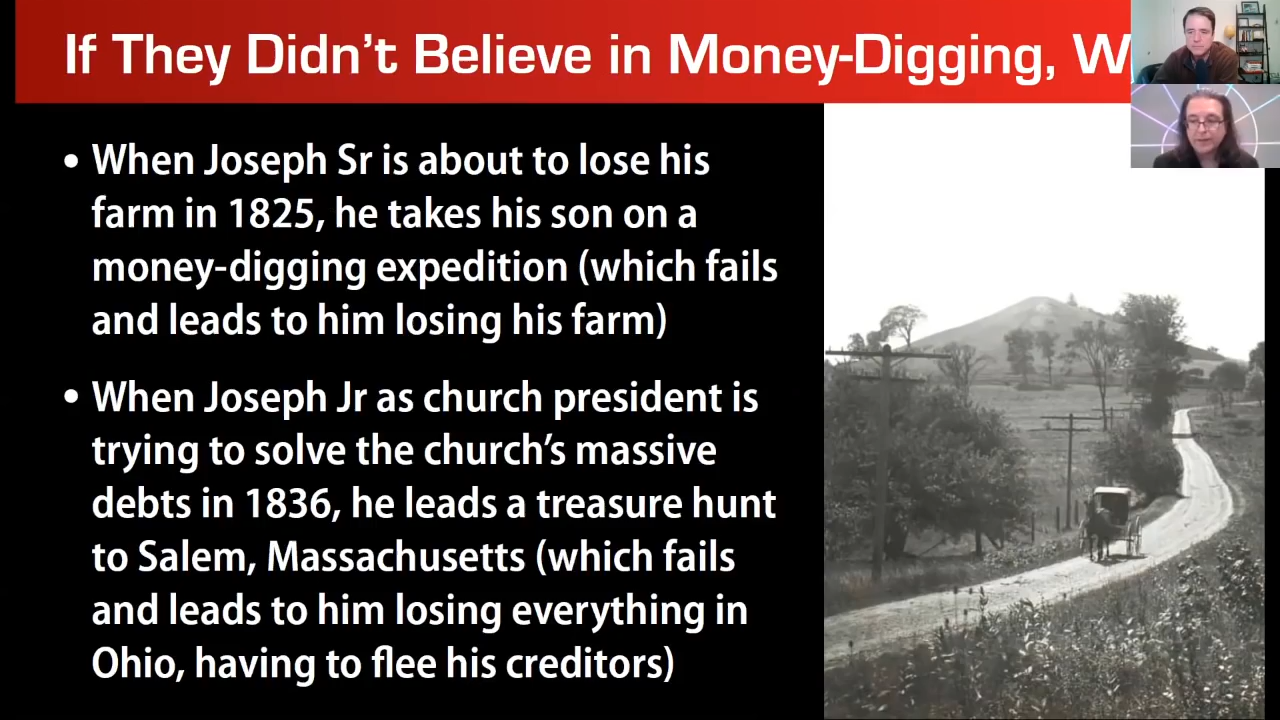 If They Didn't Believe in Money-Digging, W
• When Joseph Sr is about to lose his
farm in 1825, he takes his son on a
money-digging expedition (which fails
and leads to him losing his farm)
• When Joseph Jr as church president is
trying to solve the church's massive
debts in 1836, he leads a treasure hunt
to Salem, Massachusetts (which fails
and leads to him losing everything in
Ohio, having to flee his creditors)